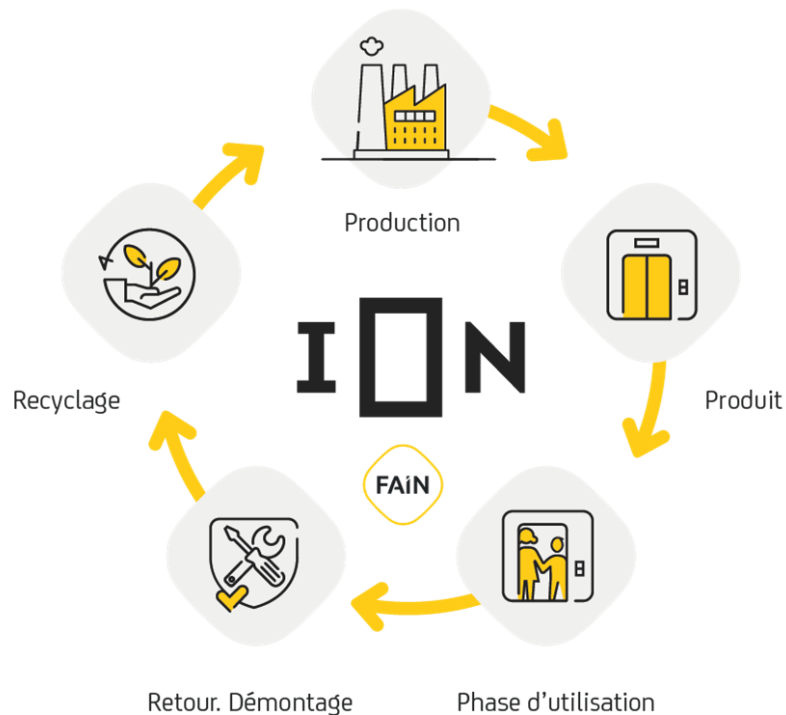 Production
Produit
Phase d'utilisation
Retour. Démontage
Recyclage
ION
FAiN